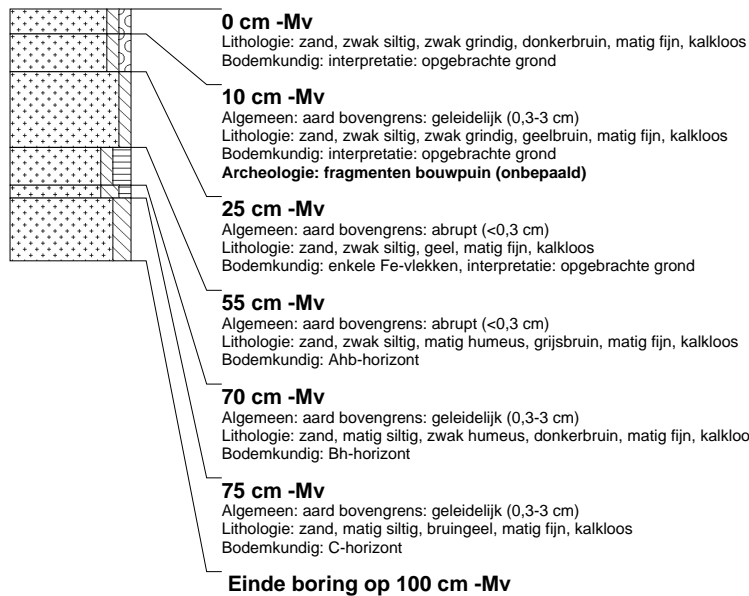 0 cm -Mv
Lithologie: zand, zwak siltig, zwak grindig, donkerbruin, matig fijn, kalkloos
Bodemkundig: interpretatie: opgebrachte grond
10 cm -Mv
Algemeen: aard bovengrens: geleidelijk (0,3-3 cm)
Lithologie: zand, zwak siltig, zwak grindig, geelbruin, matig fijn, kalkloos
Bodemkundig: interpretatie: opgebrachte grond
Archeologie: fragmenten bouwpuin (onbepaald)
25 cm -Mv
Algemeen: aard bovengrens: abrupt (<0,3 cm)
Lithologie: zand, zwak siltig, geel, matig fijn, kalkloos
Bodemkundig: enkele Fe-vlekken, interpretatie: opgebrachte grond
55 cm -Mv
Algemeen: aard bovengrens: abrupt (<0,3 cm)
Lithologie: zand, zwak siltig, matig humeus, grijsbruin, matig fijn, kalkloos
Bodemkundig: Ahb-horizont
70 cm -Mv
Algemeen: aard bovengrens: geleidelijk (0,3-3 cm)
Lithologie: zand, matig siltig, zwak humeus, donkerbruin, matig fijn, kalkloo
Bodemkundig: Bh-horizont
75 cm -Mv
Algemeen: aard bovengrens: geleidelijk (0,3-3 cm)
Lithologie: zand, matig siltig, bruingeel, matig fijn, kalkloos
Bodemkundig: C-horizont
Einde boring op 100 cm -Mv